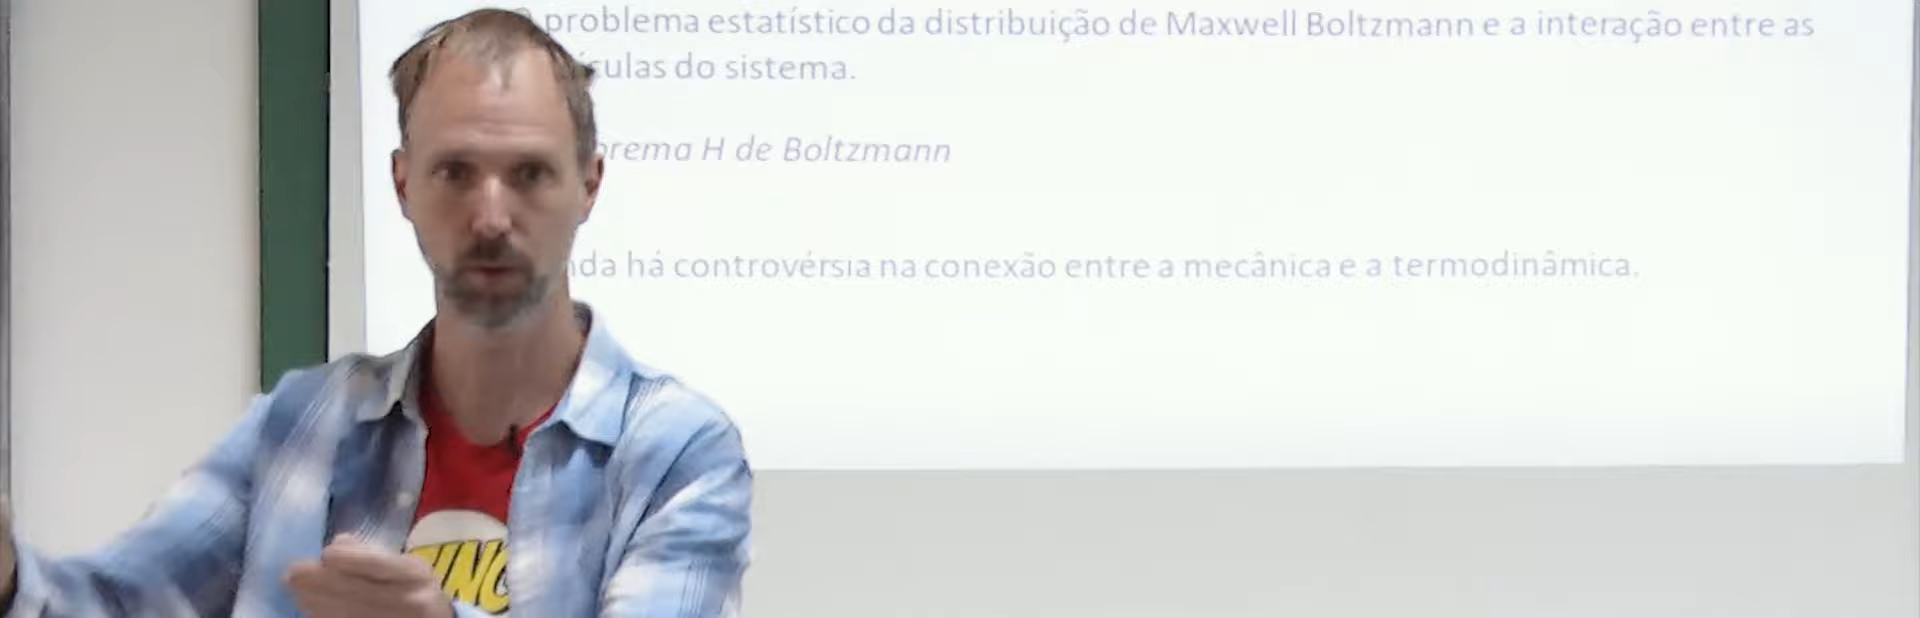 problema estatístico da distribuição de Maxwell Boltzmann e a interação entre as
do sistema.
H de Boltzmann
há controvérsia na conexão entre a mecânica e a termodinâmica.